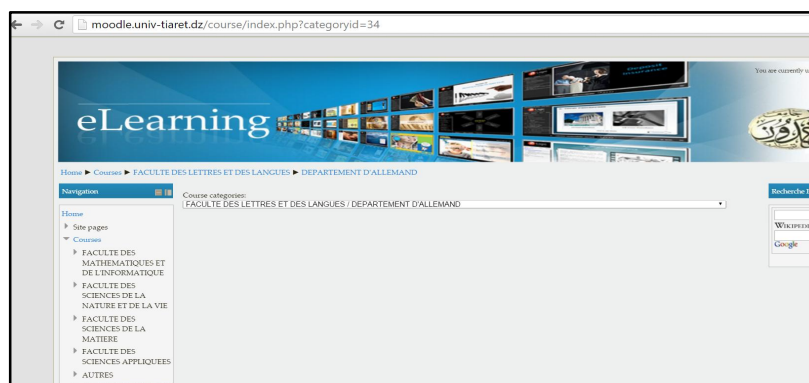 moodle.univ-tiaret.dz/course/index.php?categoryid=34
You are currently u
Deposit
insurance
eLearning
Home ► Courses ► FACULTE DES LETTRES ET DES LANGUES ► DEPARTEMENT D'ALLEMAND
Navigation
Home
Site pages
Courses
FACULTE DES
MATHEMATIQUES ET
DE L'INFORMATIQUE
FACULTE DES
SCIENCES DE LA
NATURE ET DE LA VIE
FACULTE DES
SCIENCES DE LA
MATIERE
FACULTE DES
SCIENCES APPLIQUEES
AUTRES
Course categories:
FACULTE DES LETTRES ET DES LANGUES / DEPARTEMENT D'ALLEMAND
Recherche
WIKIPED
Google